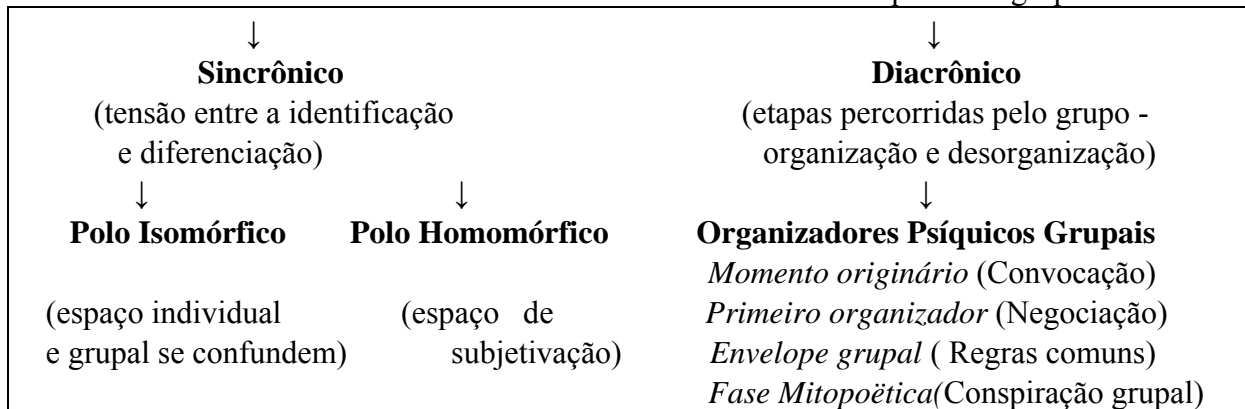 ↓ ↓
Sincrônico Diacrônico
(tensão entre a identificação (etapas percorridas pelo grupo -
e diferenciação) organização e desorganização)
↓ ↓ ↓
Polo Isomórfico Polo Homomórfico Organizadores Psíquicos Grupais
Momento originário (Convocação)
(espaço individual (espaço de Primeiro organizador (Negociação)
e grupal se confundem) subjetivação) Envelope grupal ( Regras comuns)
Fase Mitopoëtica(Conspiração grupal)